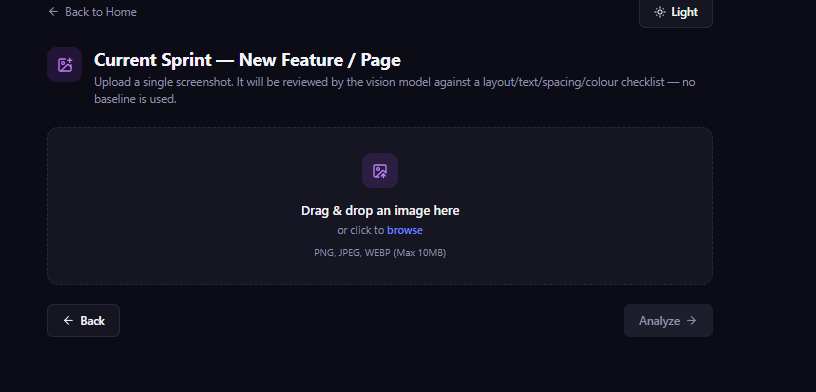 Back to Home
Light
Current Sprint — New Feature / Page
Upload a single screenshot. It will be reviewed by the vision model against a layout/text/spacing/colour checklist — no
baseline is used.
Drag & drop an image here
or click to browse
PNG, JPEG, WEBP (Max 10MB)
Back
Analyze